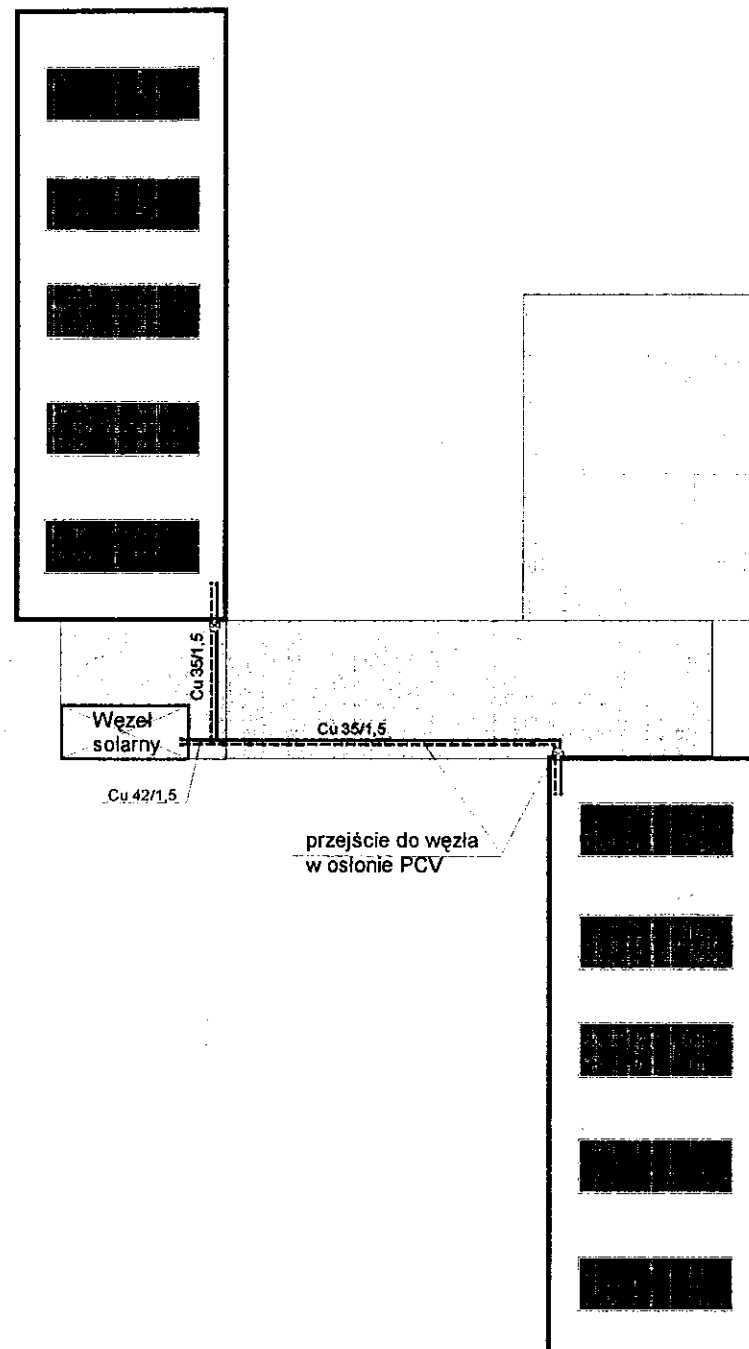 Cu 35/1,5
Węzeł
solarny
Cu 35/1,5
Cu 42/1,5
przejście do węzła
w osłonie PCV